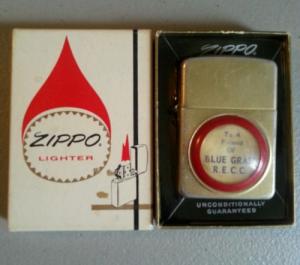 ZIPPO
LIGHTER
ZIPPO
To A
Friend
OF
BLUE GRASS
R.E.C.C.
UNCONDITIONALLY
GUARANTEED